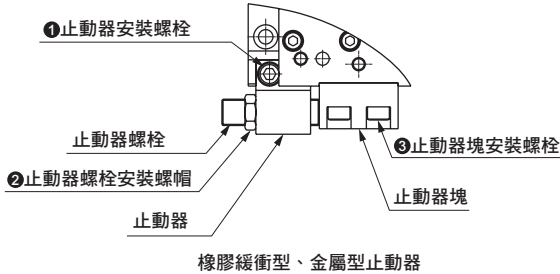 ❶止動器安裝螺栓
止動器螺栓
❸止動器塊安裝螺栓
❷止動器螺栓安裝螺帽
止動器塊
止動器
橡膠緩衝型、金屬型止動器